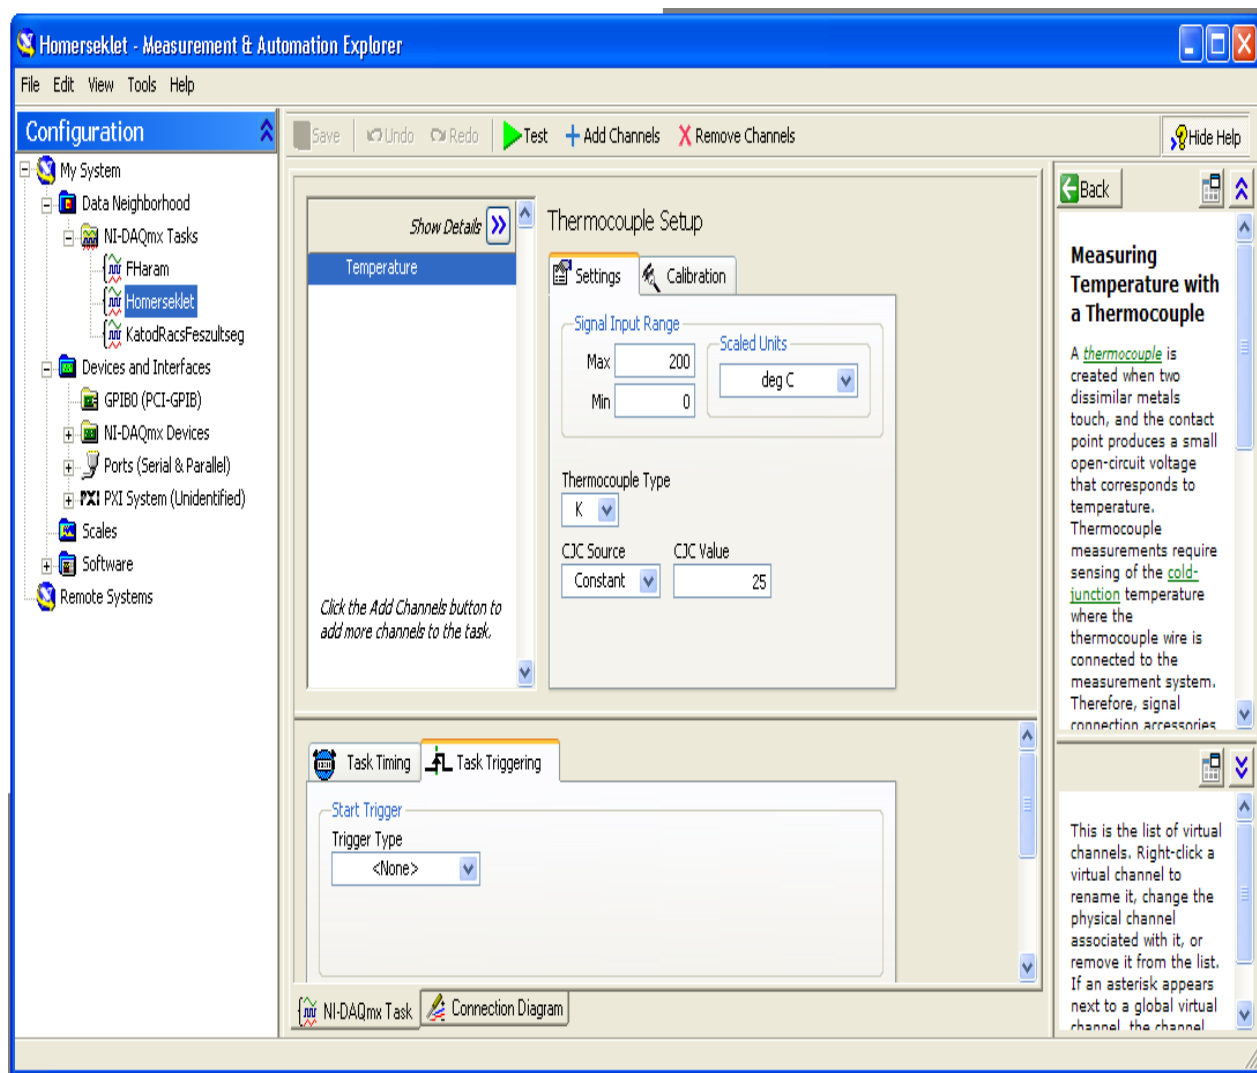 Homerseklet - Measurement & Automation Explorer
File Edit View Tools Help
Configuration
Save Undo Redo Test Add Channels Remove Channels Hide Help
My System
Data Neighborhood
NI-DAQmx Tasks
FHaram
Homerseklet
KatodRacsFeszultseg
Devices and Interfaces
GPIB0 (PCI-GPIB)
NI-DAQmx Devices
Ports (Serial & Parallel)
PXI PXI System (Unidentified)
Scales
Software
Remote Systems
Show Details
Temperature
Click the Add Channels button to
add more channels to the task.
Thermocouple Setup
Settings Calibration
Signal Input Range
Max 200
Min 0
Scaled Units
deg C
Thermocouple Type
K
CJC Source CJC Value
Constant 25
Task Timing Task Triggering
Start Trigger
Trigger Type
<None>
NI-DAQmx Task Connection Diagram
Back
Measuring
Temperature with
a Thermocouple
A thermocouple is
created when two
dissimilar metals
touch, and the contact
point produces a small
open-circuit voltage
that corresponds to
temperature.
Thermocouple
measurements require
sensing of the cold-
junction temperature
where the
thermocouple wire is
connected to the
measurement system.
Therefore, signal
connection accessories
This is the list of virtual
channels. Right-click a
virtual channel to
rename it, change the
physical channel
associated with it, or
remove it from the list.
If an asterisk appears
next to a global virtual
channel, the channel